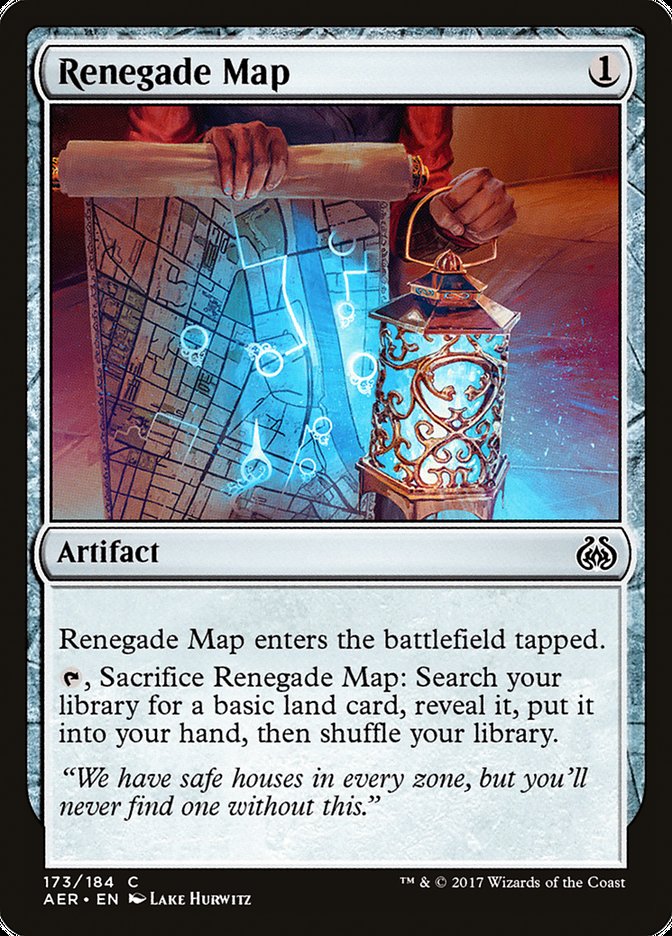 Renegade Map 1
Artifact
Renegade Map enters the battlefield tapped.
, Sacrifice Renegade Map: Search your
library for a basic land card, reveal it, put it
into your hand, then shuffle your library.
“We have safe houses in every zone, but you’ll
never find one without this.”
173/184 C
™ & © 2017 Wizards of the Coast
AER • EN Lake Hurwitz